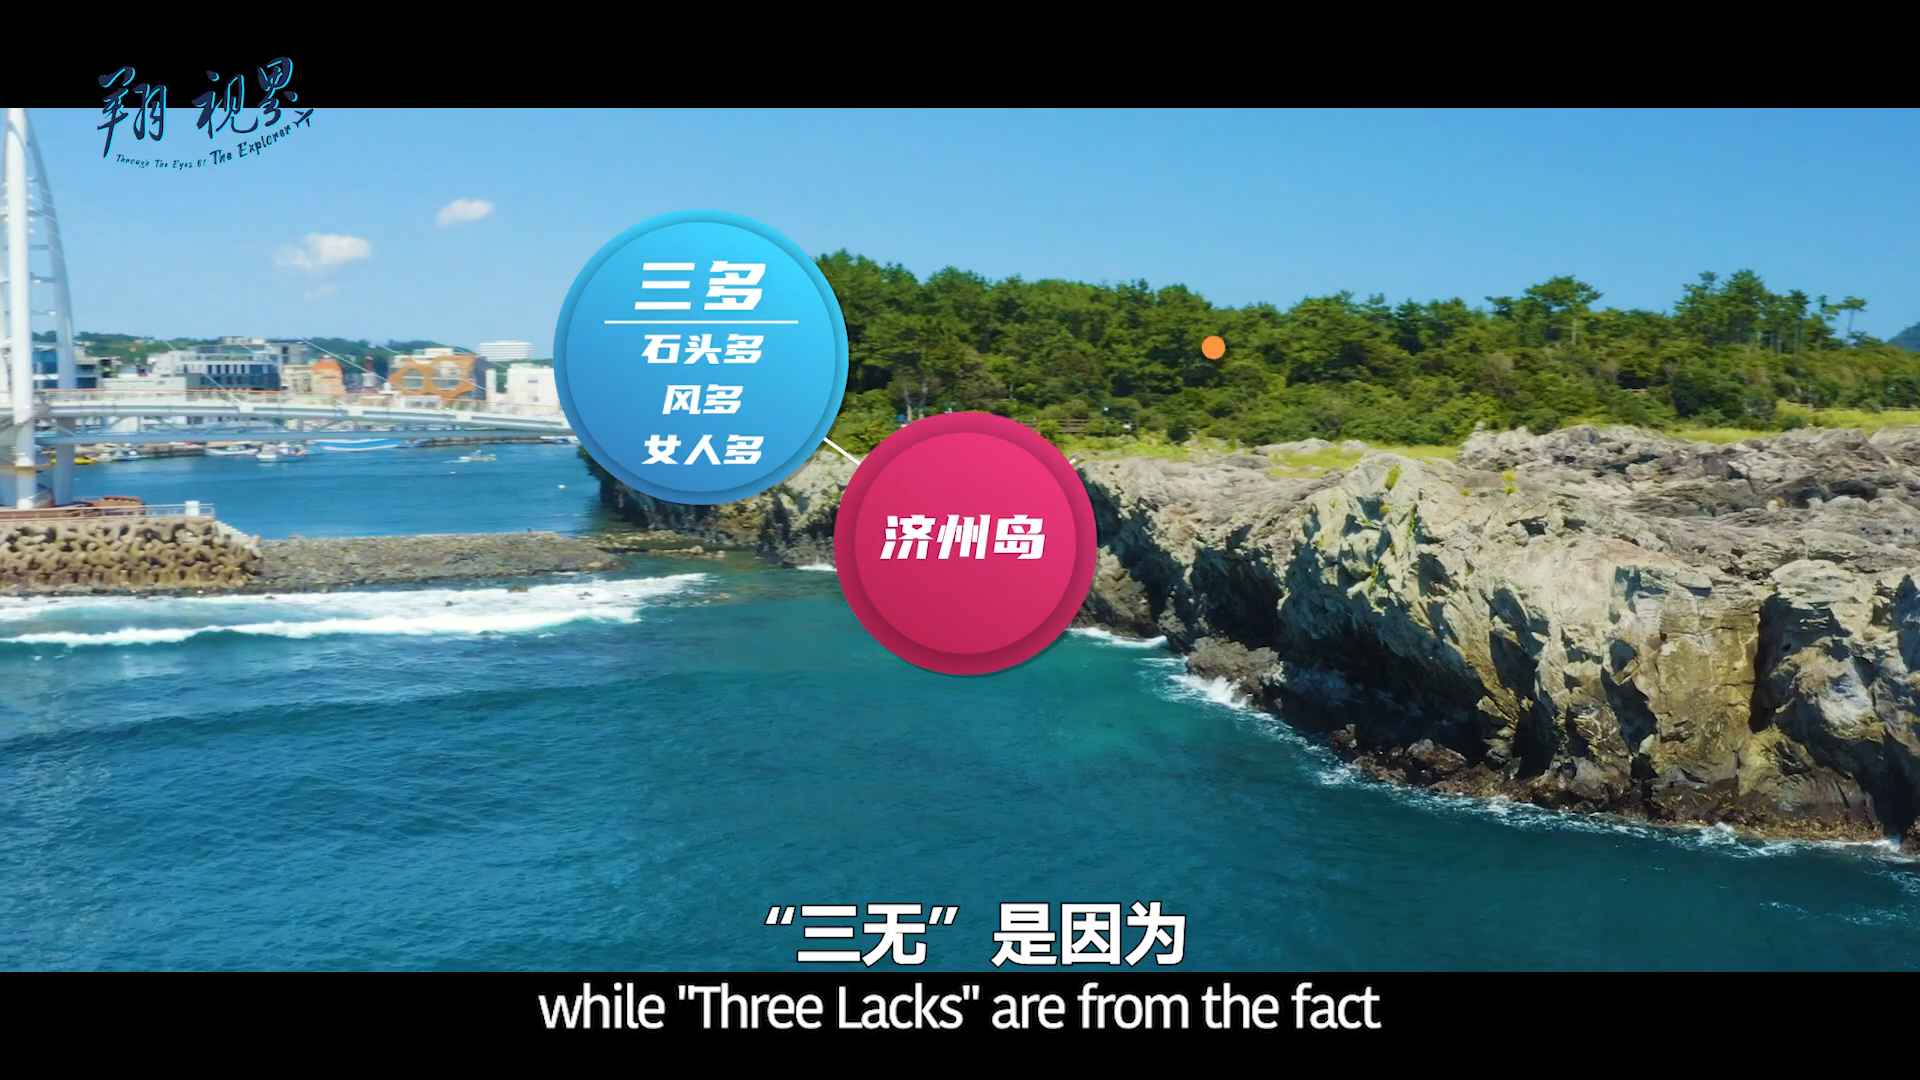 翔视界
Through The Eyes Of The Explorer
三多
石头多
风多
女人多
济州岛
“三无”是因为
while "Three Lacks" are from the fact